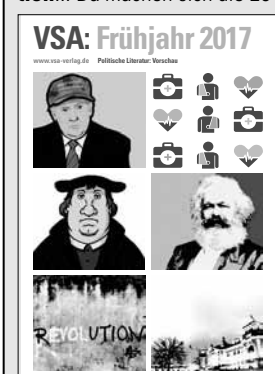 VSA: Frühjahr 2017
www.vsa-verlag.de Politische Literatur: Vorschau
REVOLUTION